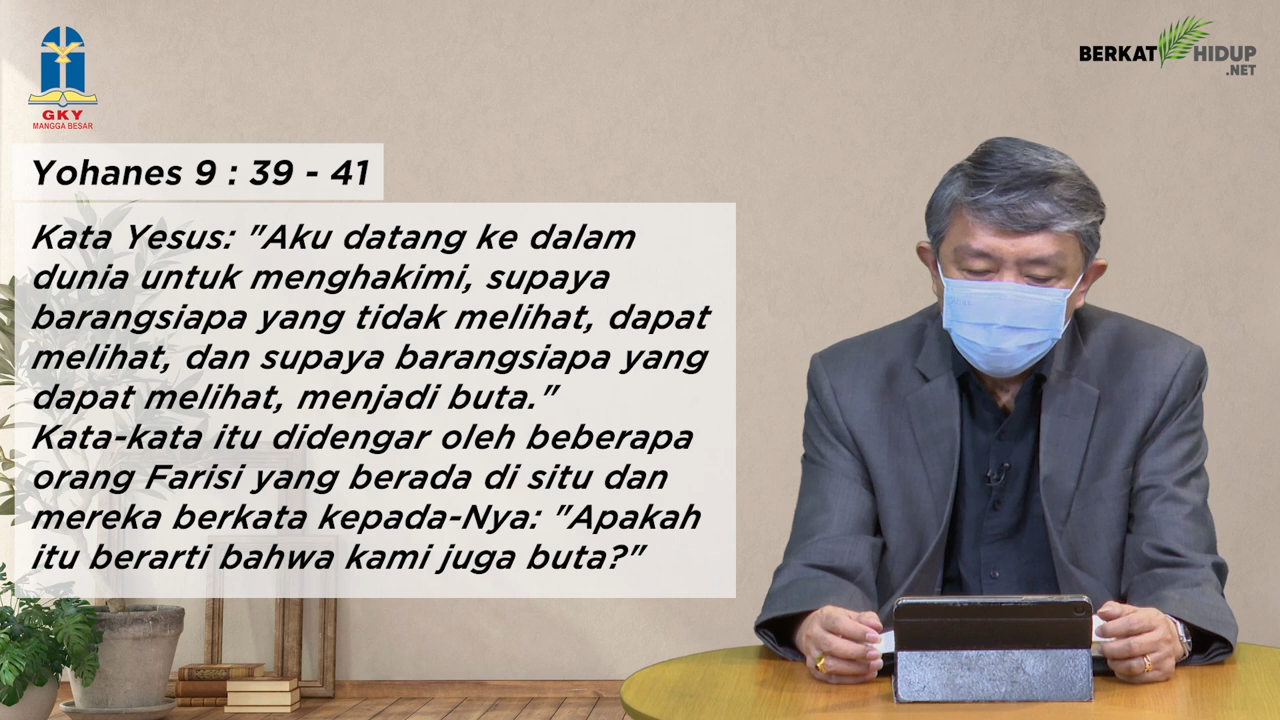 GKY
MANGGA BESAR
BERKAT HIDUP
.NET
Yohanes 9 : 39 - 41
Kata Yesus: "Aku datang ke dalam
dunia untuk menghakimi, supaya
barangsiapa yang tidak melihat, dapat
melihat, dan supaya barangsiapa yang
dapat melihat, menjadi buta."
Kata-kata itu didengar oleh beberapa
orang Farisi yang berada di situ dan
mereka berkata kepada-Nya: "Apakah
itu berarti bahwa kami juga buta?"